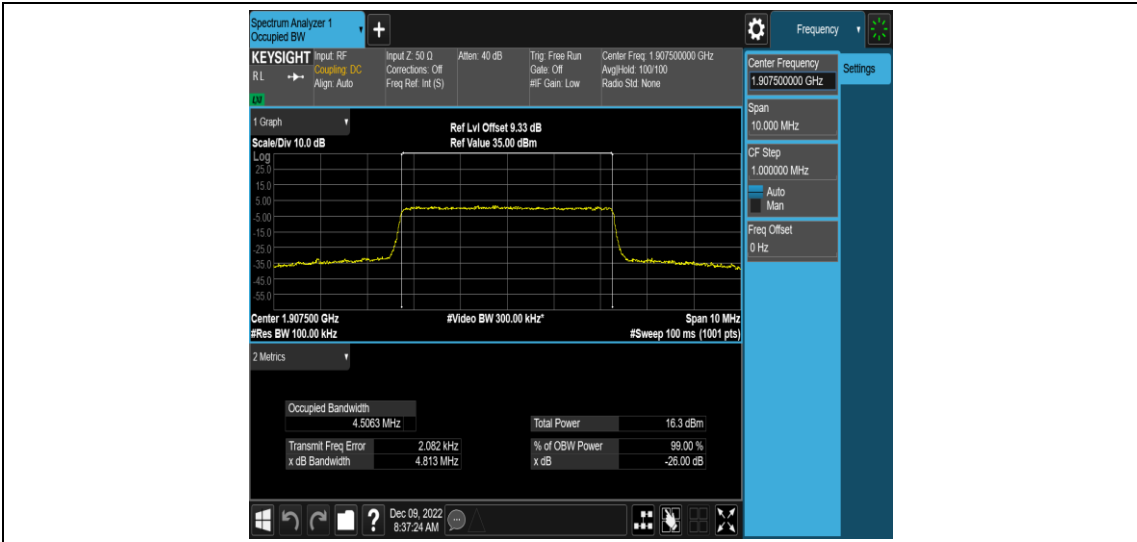 Spectrum Analyzer 1
Occupied BW
+
Frequency
KEYSIGHT Input: RF Input Z: 50 Ω Atten: 40 dB Trig: Free Run Center Freq: 1.907500000 GHz
RL Coupling: DC Corrections: Off Gate: Off Avg|Hold: 100/100
Align: Auto Freq Ref: Int (S) #IF Gain: Low Radio Std: None
LXI
Center Frequency
1.907500000 GHz
Settings
Span
10.000 MHz
CF Step
1.000000 MHz
Auto
Man
Freq Offset
0 Hz
1 Graph
Ref Lvl Offset 9.33 dB
Scale/Div 10.0 dB Ref Value 35.00 dBm
Log
25.0
15.0
5.00
-5.00
-15.0
-25.0
-35.0
-45.0
-55.0
Center 1.907500 GHz #Video BW 300.00 kHz* Span 10 MHz
#Res BW 100.00 kHz #Sweep 100 ms (1001 pts)
2 Metrics
Occupied Bandwidth
4.5063 MHz Total Power 16.3 dBm
Transmit Freq Error 2.082 kHz % of OBW Power 99.00 %
x dB Bandwidth 4.813 MHz x dB -26.00 dB
? Dec 09, 2022
8:37:24 AM